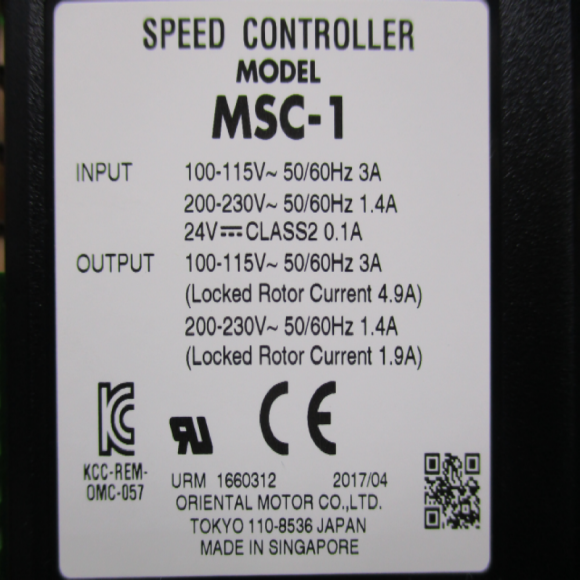 SPEED CONTROLLER
MODEL
MSC-1
INPUT 100-115V~ 50/60Hz 3A
200-230V~ 50/60Hz 1.4A
24V⎓CLASS2 0.1A
OUTPUT 100-115V~ 50/60Hz 3A
(Locked Rotor Current 4.9A)
200-230V~ 50/60Hz 1.4A
(Locked Rotor Current 1.9A)
CE
KCC-REM-
OMC-057
URM 1660312 2017/04
ORIENTAL MOTOR CO.,LTD.
TOKYO 110-8536 JAPAN
MADE IN SINGAPORE